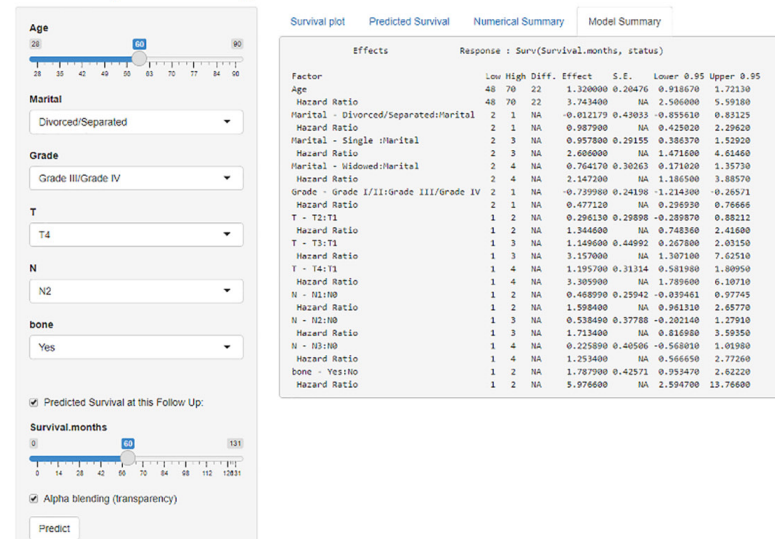 Age
28 60 90
28 35 42 49 56 63 70 77 84 90
Marital
Divorced/Separated
Grade
Grade III/Grade IV
T
T4
N
N2
bone
Yes
Predicted Survival at this Follow Up:
Survival.months
0 60 131
0 14 28 42 56 70 84 98 112 128131
Alpha blending (transparency)
Predict
Survival plot Predicted Survival Numerical Summary Model Summary
Effects Response : Surv(Survival.months, status)
Factor Low High Diff. Effect S.E. Lower 0.95 Upper 0.95
Age 48 70 22 1.320000 0.20476 0.918670 1.72130
Hazard Ratio 48 70 22 3.743400 NA 2.506000 5.59180
Marital - Divorced/Separated:Marital 2 1 NA -0.012179 0.43033 -0.855610 0.83125
Hazard Ratio 2 1 NA 0.987900 NA 0.425020 2.29620
Marital - Single :Marital 2 3 NA 0.957800 0.29155 0.386370 1.52920
Hazard Ratio 2 3 NA 2.606000 NA 1.471600 4.61460
Marital - Widowed:Marital 2 4 NA 0.764170 0.30263 0.171020 1.35730
Hazard Ratio 2 4 NA 2.147200 NA 1.186500 3.88570
Grade - Grade I/II:Grade III/Grade IV 2 1 NA -0.739980 0.24198 -1.214300 -0.26571
Hazard Ratio 2 1 NA 0.477120 NA 0.296930 0.76666
T - T2:T1 1 2 NA 0.296130 0.29898 -0.289870 0.88212
Hazard Ratio 1 2 NA 1.344600 NA 0.748360 2.41600
T - T3:T1 1 3 NA 1.149600 0.44992 0.267800 2.03150
Hazard Ratio 1 3 NA 3.157000 NA 1.307100 7.62510
T - T4:T1 1 4 NA 1.195700 0.31314 0.581980 1.80950
Hazard Ratio 1 4 NA 3.305900 NA 1.789600 6.10710
N - N1:N0 1 2 NA 0.468990 0.25942 -0.039461 0.97745
Hazard Ratio 1 2 NA 1.598400 NA 0.961310 2.65770
N - N2:N0 1 3 NA 0.538490 0.37788 -0.202140 1.27910
Hazard Ratio 1 3 NA 1.713400 NA 0.816980 3.59350
N - N3:N0 1 4 NA 0.225890 0.40506 -0.568010 1.01980
Hazard Ratio 1 4 NA 1.253400 NA 0.566650 2.77260
bone - Yes:No 1 2 NA 1.787900 0.42571 0.953470 2.62220
Hazard Ratio 1 2 NA 5.976600 NA 2.594700 13.76600